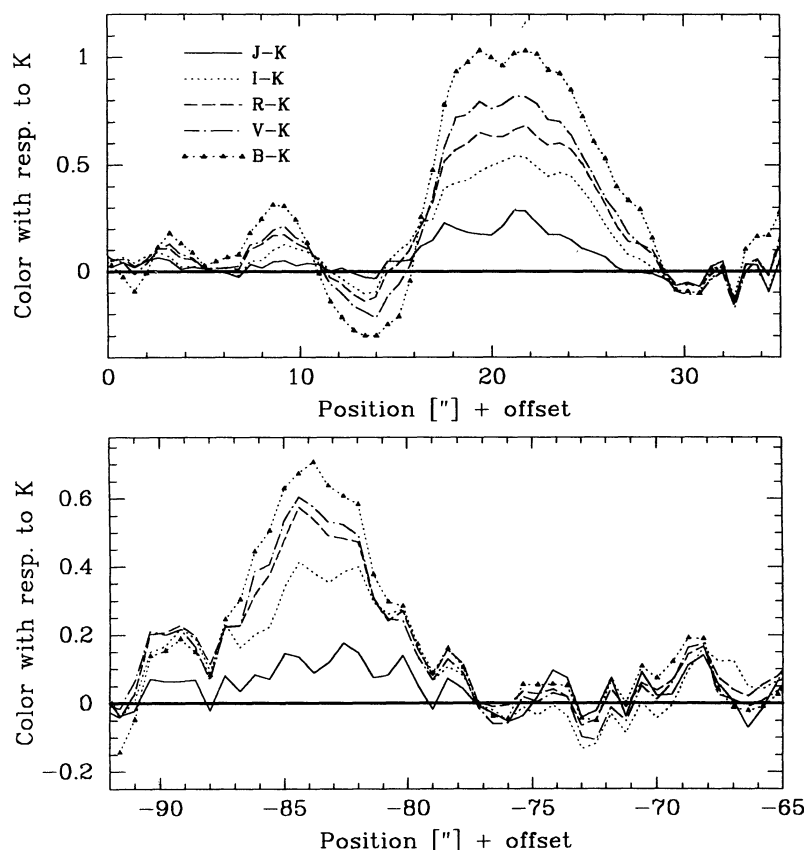 Color with resp. to K
1
0.5
0
J-K
I-K
R-K
V-K
B-K
0
10
20
30
Position ["] + offset
Color with resp. to K
0.6
0.4
0.2
0
−0.2
−90
−85
−80
−75
−70
−65
Position ["] + offset